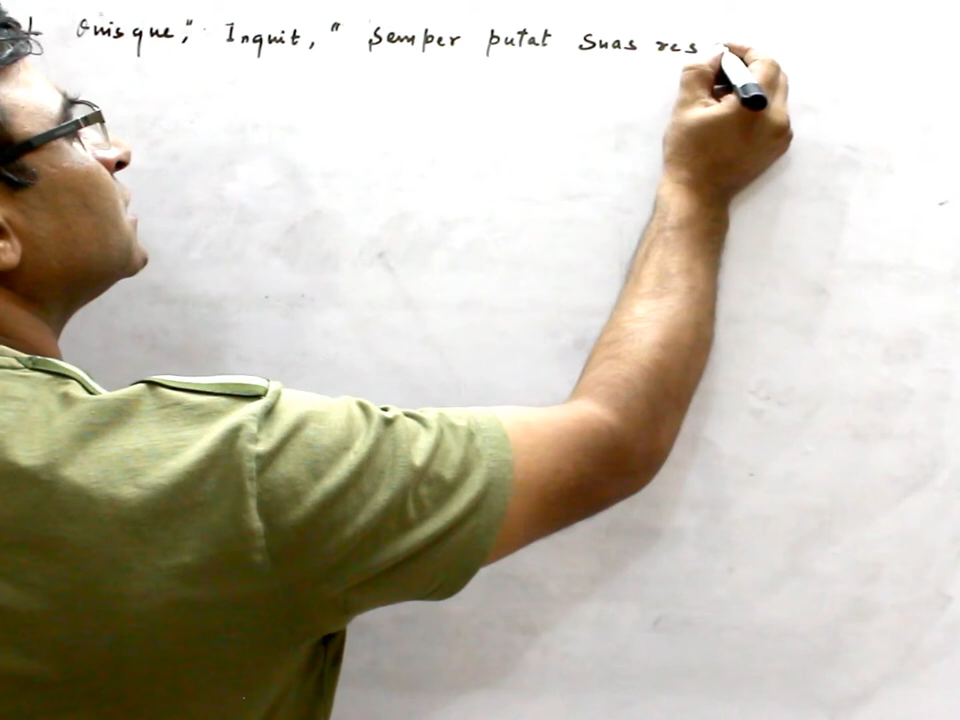 Quisque," Inquit, " semper putat suas res